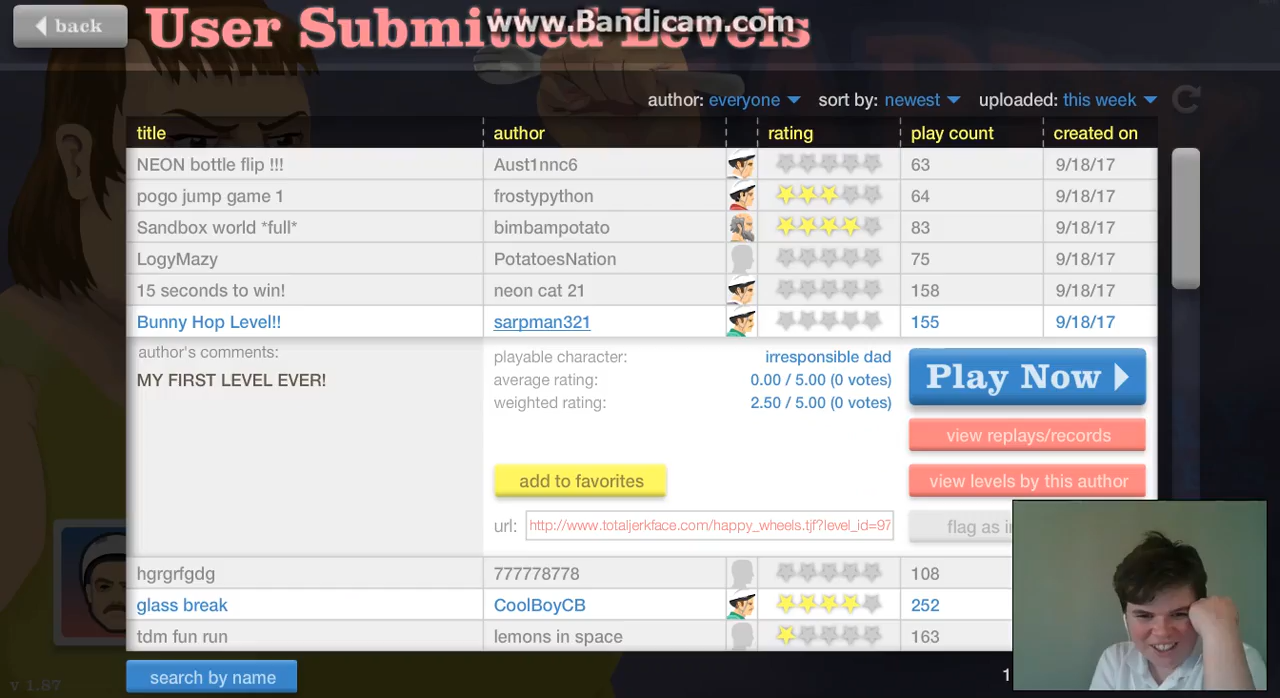 back
User Submitted Levels
www.Bandicam.com
author: everyone sort by: newest uploaded: this week
title author rating play count created on
NEON bottle flip !!! Aust1nnc6 63 9/18/17
pogo jump game 1 frostypython 64 9/18/17
Sandbox world *full* bimbampotato 83 9/18/17
LogyMazy PotatoesNation 75 9/18/17
15 seconds to win! neon cat 21 158 9/18/17
Bunny Hop Level!! sarpman321 155 9/18/17
author's comments:
MY FIRST LEVEL EVER!
playable character: irresponsible dad
average rating: 0.00 / 5.00 (0 votes)
weighted rating: 2.50 / 5.00 (0 votes)
add to favorites
url: http://www.totaljerkface.com/happy_wheels.tjf?level_id=97
Play Now
view replays/records
view levels by this author
flag as i
hgrgrfgdg 777778778 108
glass break CoolBoyCB 252
tdm fun run lemons in space 163
search by name
1
v 1.87